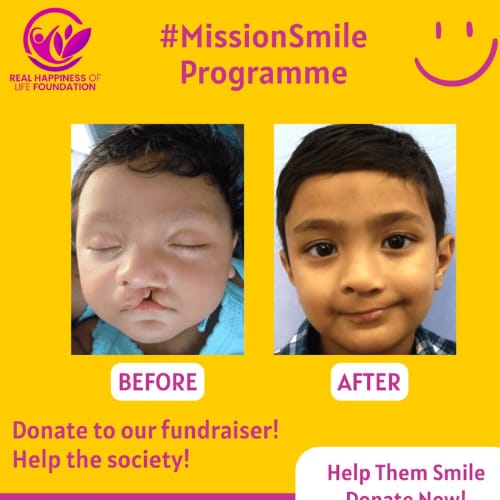 #MissionSmile
Programme
REAL HAPPINESS OF
LIFE FOUNDATION
BEFORE
AFTER
Donate to our fundraiser!
Help the society!
Help Them Smile
Donate Now!